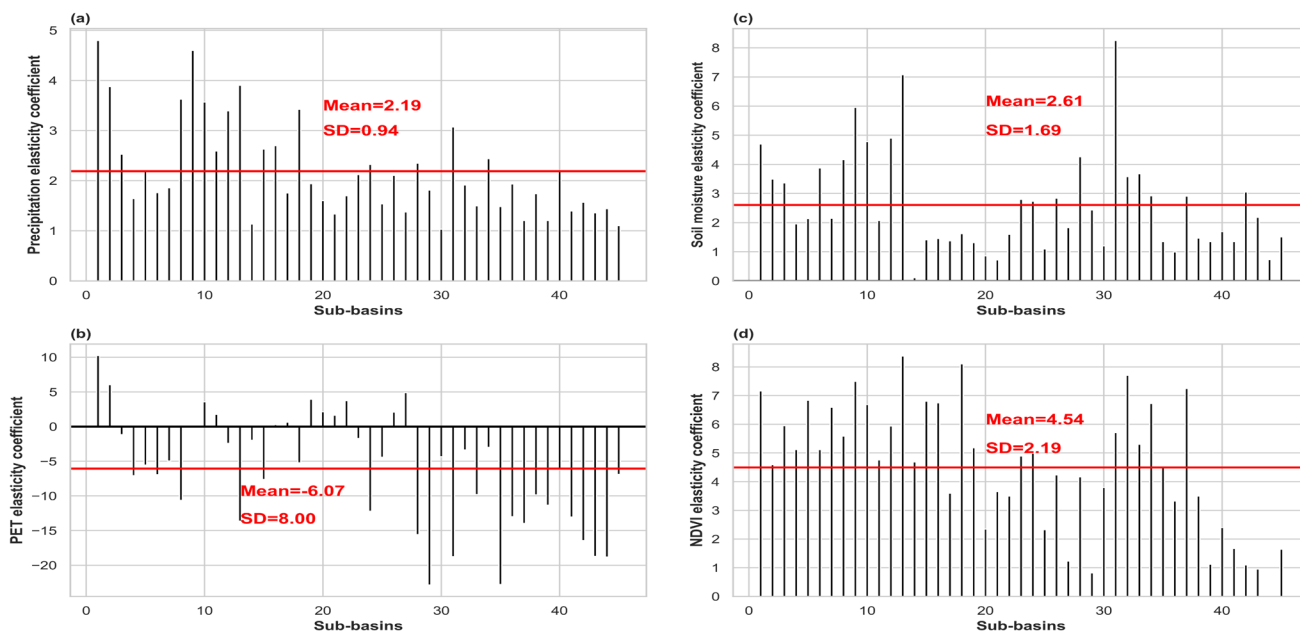 (a)
Precipitation elasticity coefficient
5
4
3
2
1
0
Mean=2.19
SD=0.94
0 10 20 30 40
Sub-basins
(b)
PET elasticity coefficient
10
5
0
−5
−10
−15
−20
Mean=-6.07
SD=8.00
0 10 20 30 40
Sub-basins
(c)
Soil moisture elasticity coefficient
8
7
6
5
4
3
2
1
0
Mean=2.61
SD=1.69
0 10 20 30 40
Sub-basins
(d)
NDVI elasticity coefficient
8
7
6
5
4
3
2
1
0
Mean=4.54
SD=2.19
0 10 20 30 40
Sub-basins